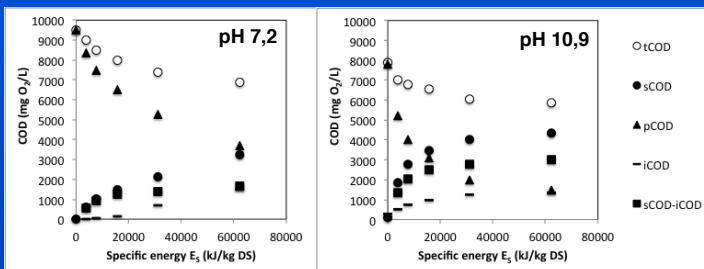 pH 7,2
COD (mg O₂/L)
10000
9000
8000
7000
6000
5000
4000
3000
2000
1000
0
0 20000 40000 60000 80000
Specific energy E_S (kJ/kg DS)
pH 10,9
COD (mg O₂/L)
10000
9000
8000
7000
6000
5000
4000
3000
2000
1000
0
0 20000 40000 60000 80000
Specific energy E_S (kJ/kg DS)
tCOD
sCOD
pCOD
iCOD
sCOD-iCOD